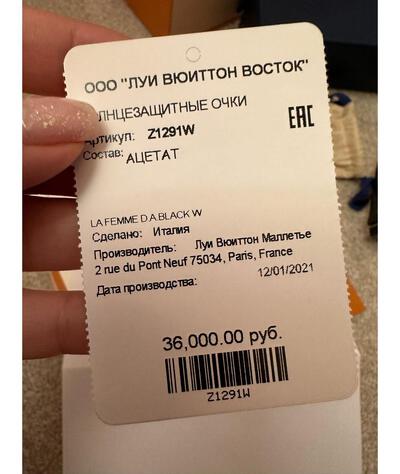 ООО "ЛУИ ВЮИТТОН ВОСТОК"
ЛНЦЕЗАЩИТНЫЕ ОЧКИ
EAC
Артикул: Z1291W
Состав: АЦЕТАТ
LA FEMME D.A.BLACK W
Сделано: Италия
Производитель: Луи Вюиттон Маллетье
2 rue du Pont Neuf 75034, Paris, France
Дата производства: 12/01/2021
36,000.00 руб.
Z1291W